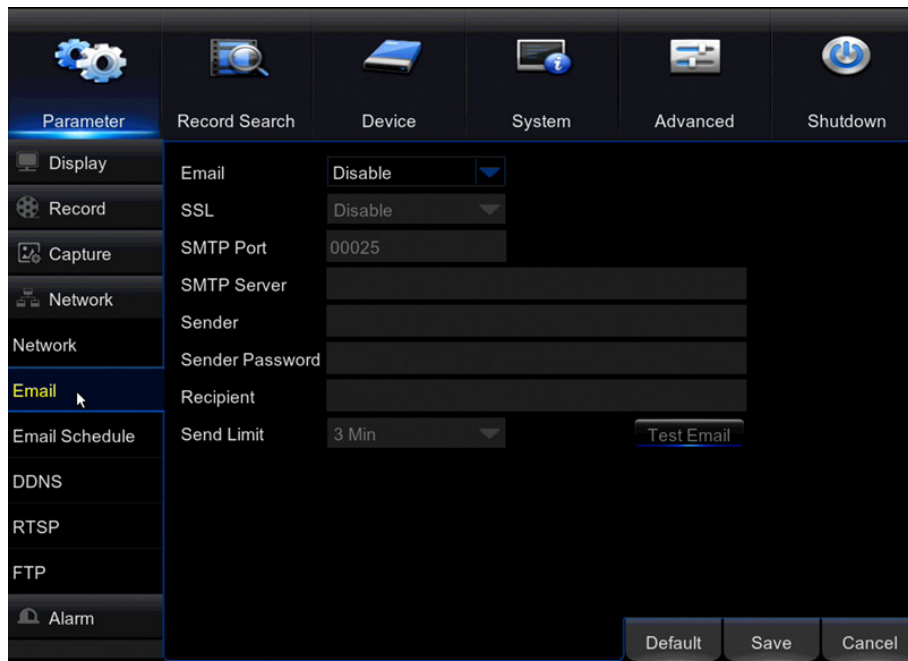 Parameter Record Search Device System Advanced Shutdown
Display
Record
Capture
Network
Network
Email
Email Schedule
DDNS
RTSP
FTP
Alarm
Email Disable
SSL Disable
SMTP Port 00025
SMTP Server
Sender
Sender Password
Recipient
Send Limit 3 Min Test Email
Default Save Cancel